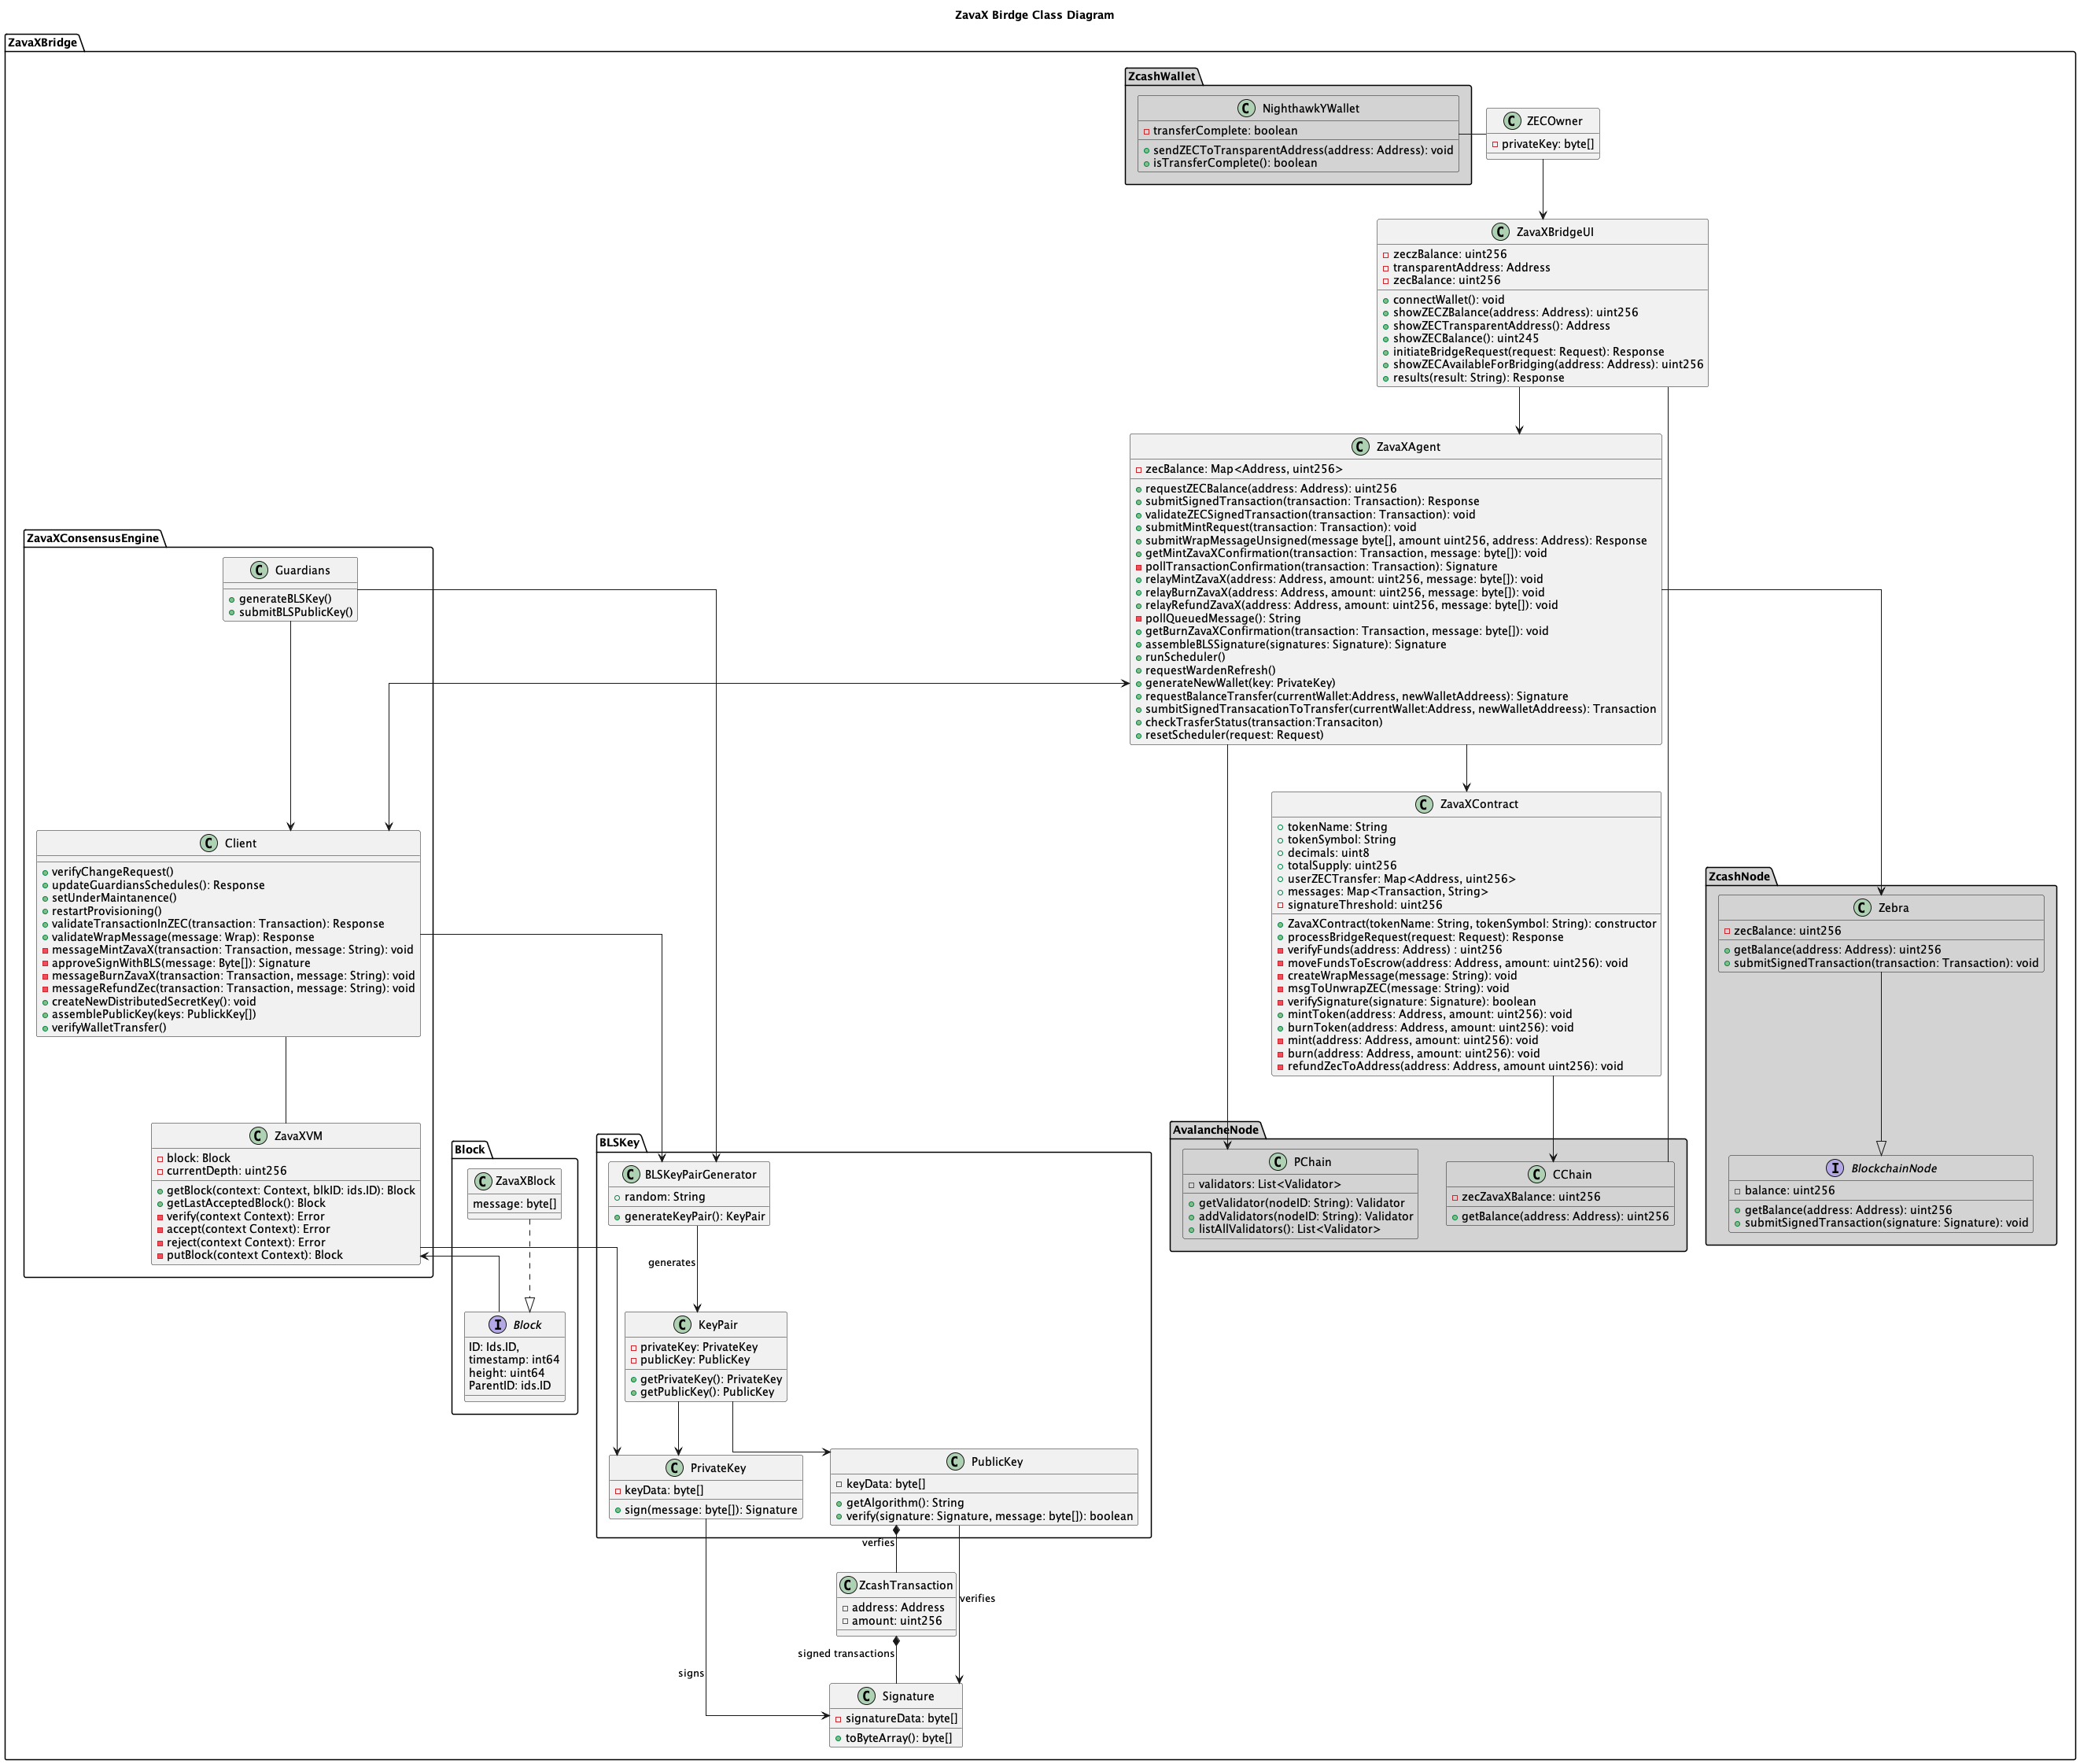 ZavaX Birdge Class Diagram
ZavaXBridge
ZcashWallet
NighthawkYWallet
transferComplete: boolean
sendZECToTransparentAddress(address: Address): void
isTransferComplete(): boolean
ZECOwner
privateKey: byte[]
ZavaXBridgeUI
zeczBalance: uint256
transparentAddress: Address
zecBalance: uint256
connectWallet(): void
showZECZBalance(address: Address): uint256
showZECTransparentAddress(): Address
showZECBalance(): uint245
initiateBridgeRequest(request: Request): Response
showZECAvailableForBridging(address: Address): uint256
results(result: String): Response
ZavaXAgent
zecBalance: Map<Address, uint256>
requestZECBalance(address: Address): uint256
submitSignedTransaction(transaction: Transaction): Response
validateZECSignedTransaction(transaction: Transaction): void
submitMintRequest(transaction: Transaction): void
submitWrapMessageUnsigned(message byte[], amount uint256, address: Address): Response
getMintZavaXConfirmation(transaction: Transaction, message: byte[]): void
pollTransactionConfirmation(transaction: Transaction): Signature
relayMintZavaX(address: Address, amount: uint256, message: byte[]): void
relayBurnZavaX(address: Address, amount: uint256, message: byte[]): void
relayRefundZavaX(address: Address, amount: uint256, message: byte[]): void
pollQueuedMessage(): String
getBurnZavaXConfirmation(transaction: Transaction, message: byte[]): void
assembleBLSSignature(signatures: Signature): Signature
runScheduler()
requestWardenRefresh()
generateNewWallet(key: PrivateKey)
requestBalanceTransfer(currentWallet:Address, newWalletAddreess): Signature
sumbitSignedTransacationToTransfer(currentWallet:Address, newWalletAddreess): Transaction
checkTrasferStatus(transaction:Transaciton)
resetScheduler(request: Request)
ZavaXConsensusEngine
Guardians
generateBLSKey()
submitBLSPublicKey()
Client
verifyChangeRequest()
updateGuardiansSchedules(): Response
setUnderMaintanence()
restartProvisioning()
validateTransactionInZEC(transaction: Transaction): Response
validateWrapMessage(message: Wrap): Response
messageMintZavaX(transaction: Transaction, message: String): void
approveSignWithBLS(message: Byte[]): Signature
messageBurnZavaX(transaction: Transaction, message: String): void
messageRefundZec(transaction: Transaction, message: String): void
createNewDistributedSecretKey(): void
assemblePublicKey(keys: PublickKey[])
verifyWalletTransfer()
ZavaXContract
tokenName: String
tokenSymbol: String
decimals: uint8
totalSupply: uint256
userZECTransfer: Map<Address, uint256>
messages: Map<Transaction, String>
signatureThreshold: uint256
ZavaXContract(tokenName: String, tokenSymbol: String): constructor
processBridgeRequest(request: Request): Response
verifyFunds(address: Address) : uint256
moveFundsToEscrow(address: Address, amount: uint256): void
createWrapMessage(message: String): void
msgToUnwrapZEC(message: String): void
verifySignature(signature: Signature): boolean
mintToken(address: Address, amount: uint256): void
burnToken(address: Address, amount: uint256): void
mint(address: Address, amount: uint256): void
burn(address: Address, amount: uint256): void
refundZecToAddress(address: Address, amount uint256): void
ZcashNode
Zebra
zecBalance: uint256
getBalance(address: Address): uint256
submitSignedTransaction(transaction: Transaction): void
BlockchainNode
balance: uint256
getBalance(address: Address): uint256
submitSignedTransaction(signature: Signature): void
ZavaXVM
block: Block
currentDepth: uint256
getBlock(context: Context, blkID: ids.ID): Block
getLastAcceptedBlock(): Block
verify(context Context): Error
accept(context Context): Error
reject(context Context): Error
putBlock(context Context): Block
Block
ZavaXBlock
message: byte[]
Block
ID: Ids.ID,
timestamp: int64
height: uint64
ParentID: ids.ID
BLSKey
BLSKeyPairGenerator
random: String
generateKeyPair(): KeyPair
generates
KeyPair
privateKey: PrivateKey
publicKey: PublicKey
getPrivateKey(): PrivateKey
getPublicKey(): PublicKey
PrivateKey
keyData: byte[]
sign(message: byte[]): Signature
PublicKey
keyData: byte[]
getAlgorithm(): String
verify(signature: Signature, message: byte[]): boolean
AvalancheNode
PChain
validators: List<Validator>
getValidator(nodeID: String): Validator
addValidators(nodeID: String): Validator
listAllValidators(): List<Validator>
CChain
zecZavaXBalance: uint256
getBalance(address: Address): uint256
verfies
ZcashTransaction
address: Address
amount: uint256
verifies
signed transactions
signs
Signature
signatureData: byte[]
toByteArray(): byte[]